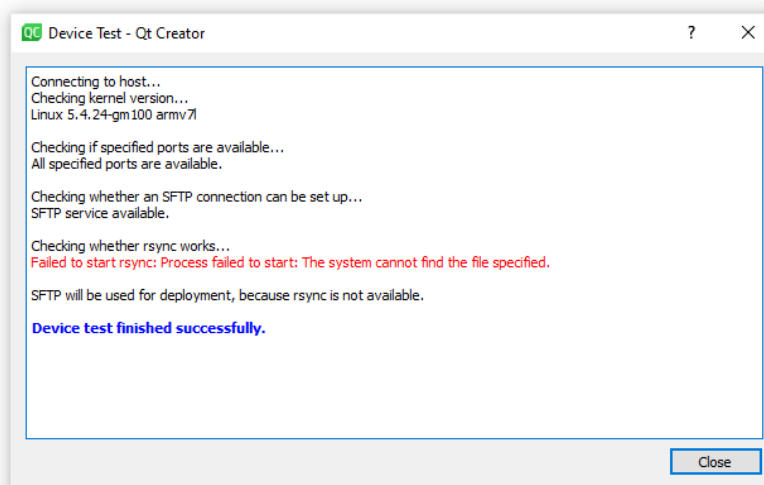 QC Device Test - Qt Creator
?
Connecting to host...
Checking kernel version...
Linux 5.4.24-gm100 armv7l
Checking if specified ports are available...
All specified ports are available.
Checking whether an SFTP connection can be set up...
SFTP service available.
Checking whether rsync works...
Failed to start rsync: Process failed to start: The system cannot find the file specified.
SFTP will be used for deployment, because rsync is not available.
Device test finished successfully.
Close